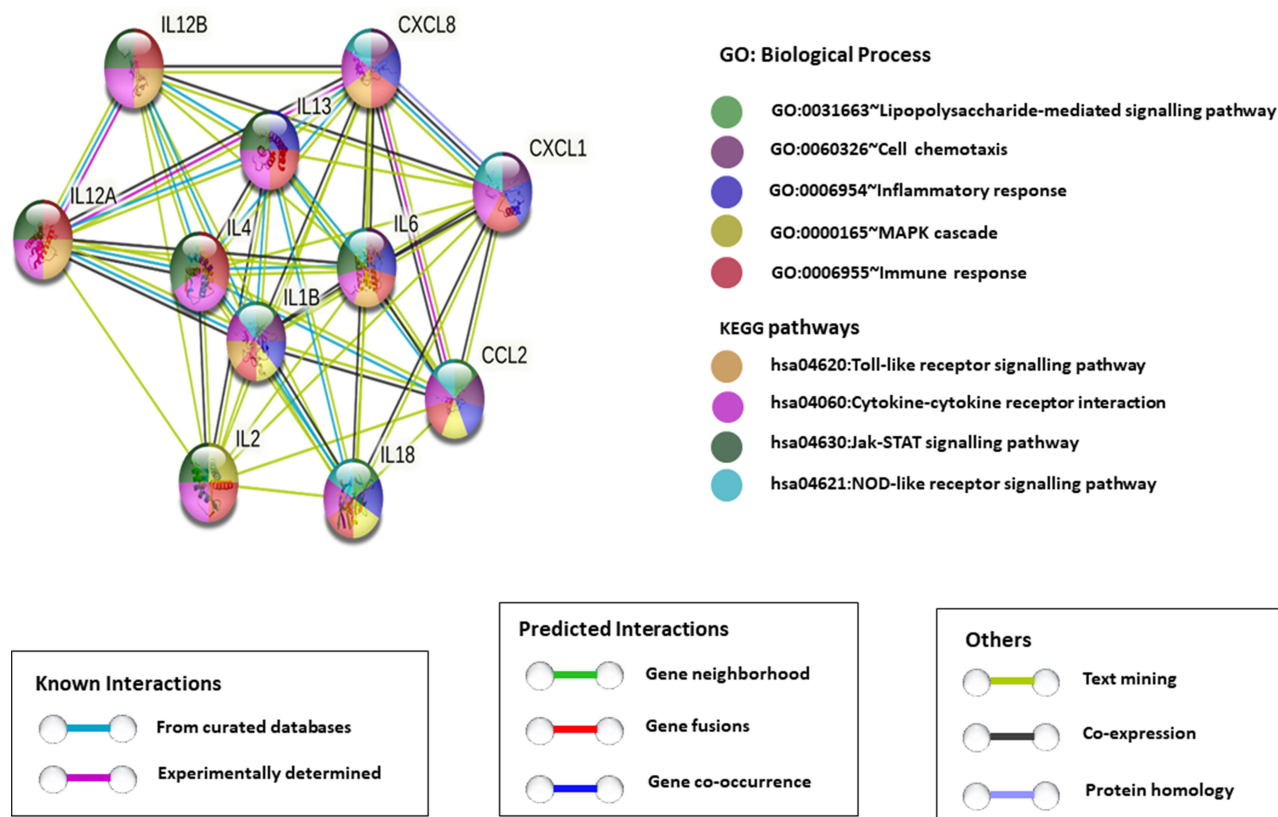 IL12B
CXCL8
IL13
CXCL1
IL12A
IL4
IL6
IL1B
CCL2
IL2
IL18
GO: Biological Process
GO:0031663~Lipopolysaccharide-mediated signalling pathway
GO:0060326~Cell chemotaxis
GO:0006954~Inflammatory response
GO:0000165~MAPK cascade
GO:0006955~Immune response
KEGG pathways
hsa04620:Toll-like receptor signalling pathway
hsa04060:Cytokine-cytokine receptor interaction
hsa04630:Jak-STAT signalling pathway
hsa04621:NOD-like receptor signalling pathway
Known Interactions
From curated databases
Experimentally determined
Predicted Interactions
Gene neighborhood
Gene fusions
Gene co-occurrence
Others
Text mining
Co-expression
Protein homology